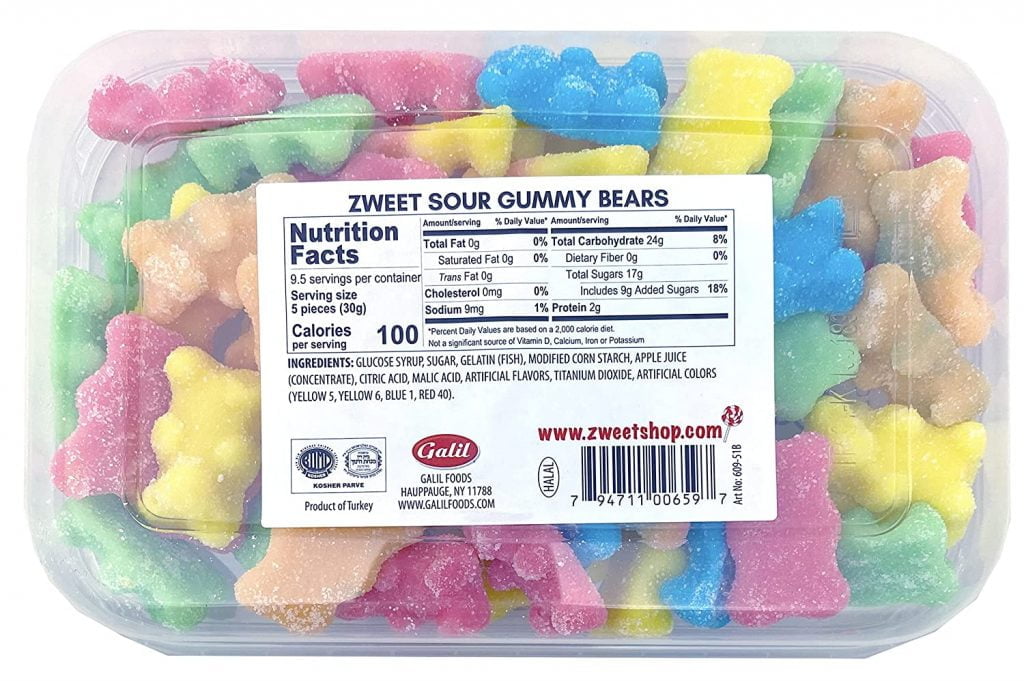 ZWEET SOUR GUMMY BEARS
Nutrition
Facts
9.5 servings per container
Serving size
5 pieces (30g)
Calories
per serving 100
Amount/serving % Daily Value*
Total Fat 0g 0%
Saturated Fat 0g 0%
Trans Fat 0g
Cholesterol 0mg 0%
Sodium 9mg 1%
Amount/serving % Daily Value*
Total Carbohydrate 24g 8%
Dietary Fiber 0g 0%
Total Sugars 17g
Includes 9g Added Sugars 18%
Protein 2g
*Percent Daily Values are based on a 2,000 calorie diet.
Not a significant source of Vitamin D, Calcium, Iron or Potassium
INGREDIENTS: GLUCOSE SYRUP, SUGAR, GELATIN (FISH), MODIFIED CORN STARCH, APPLE JUICE
(CONCENTRATE), CITRIC ACID, MALIC ACID, ARTIFICIAL FLAVORS, TITANIUM DIOXIDE, ARTIFICIAL COLORS
(YELLOW 5, YELLOW 6, BLUE 1, RED 40).
KOSHER PARVE
Product of Turkey
Galil
GALIL FOODS
HAUPPAUGE, NY 11788
WWW.GALILFOODS.COM
www.zweetshop.com
HALAL
7 94711 00659 7
Art No: 609-51B